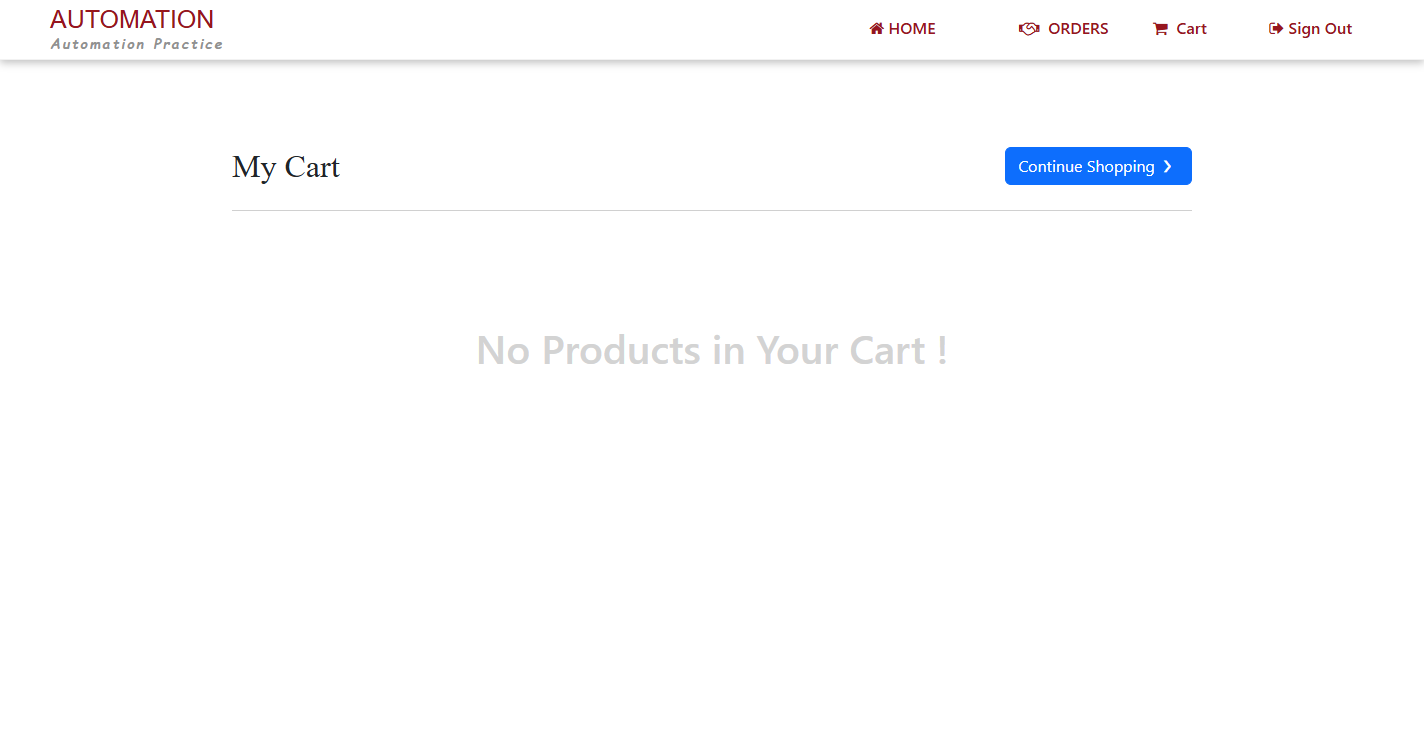 AUTOMATION
Automation Practice
HOME
ORDERS
Cart
Sign Out
My Cart
Continue Shopping
No Products in Your Cart !